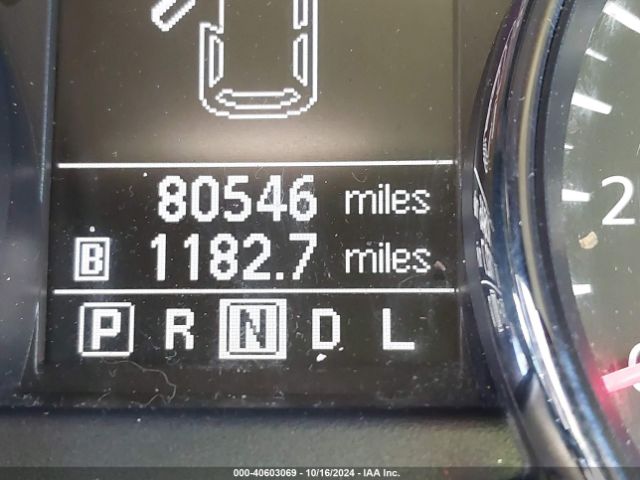 80546 miles
B 1182.7 miles
P R N D L
2
000-40603069 - 10/16/2024 - IAA Inc.